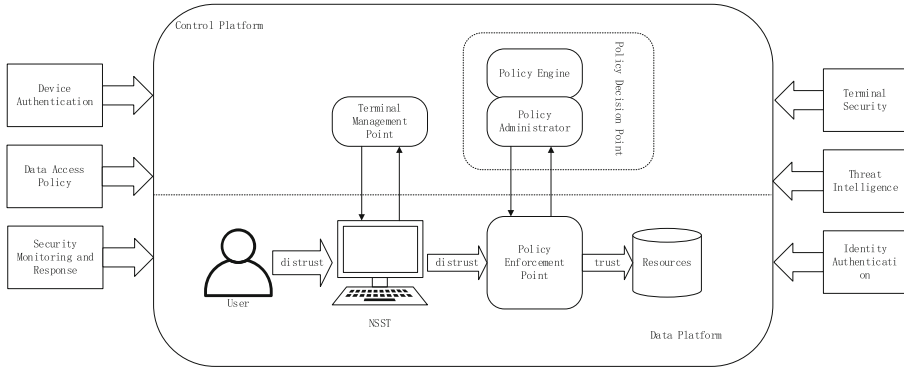 Control Platform
Device
Authentication
Data Access
Policy
Security
Monitoring and
Response
Terminal
Management
Point
Policy Engine
Policy
Administrator
Policy Decision Point
Terminal
Security
Threat
Intelligence
Identity
Authenticati
on
User
distrust
NSST
distrust
Policy
Enforcement
Point
trust
Resources
Data Platform